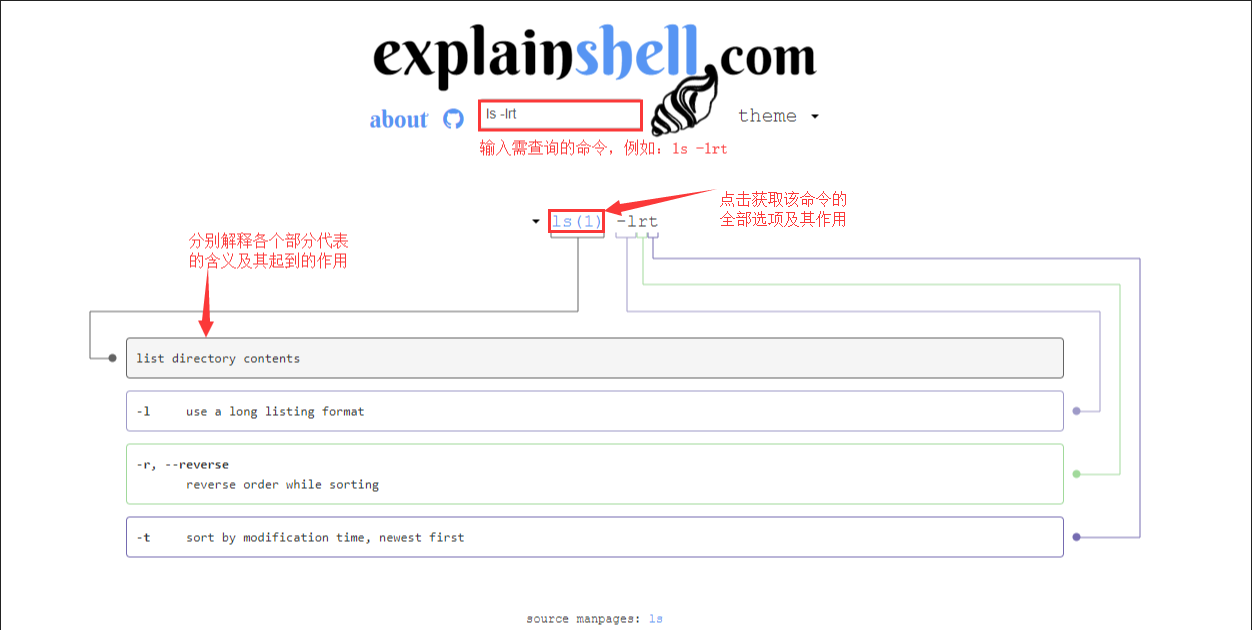 explainshell.com
about
ls -lrt
theme
输入需查询的命令，例如：ls -lrt
点击获取该命令的
全部选项及其作用
ls(1) -lrt
分别解释各个部分代表
的含义及其起到的作用
list directory contents
-l use a long listing format
-r, --reverse
reverse order while sorting
-t sort by modification time, newest first
source manpages: ls